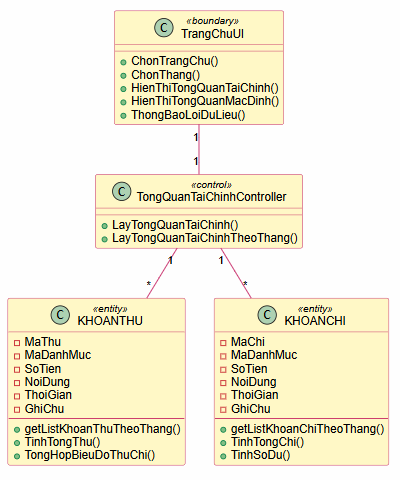 C
«boundary»
TrangChuUI
ChonTrangChu()
ChonThang()
HienThiTongQuanTaiChinh()
HienThiTongQuanMacDinh()
ThongBaoLoiDuLieu()
1
1
C
«control»
TongQuanTaiChinhController
LayTongQuanTaiChinh()
LayTongQuanTaiChinhTheoThang()
1
1
*
*
C
«entity»
KHOANTHU
MaThu
MaDanhMuc
SoTien
NoiDung
ThoiGian
GhiChu
getListKhoanThuTheoThang()
TinhTongThu()
TongHopBieuDoThuChi()
C
«entity»
KHOANCHI
MaChi
MaDanhMuc
SoTien
NoiDung
ThoiGian
GhiChu
getListKhoanChiTheoThang()
TinhTongChi()
TinhSoDu()